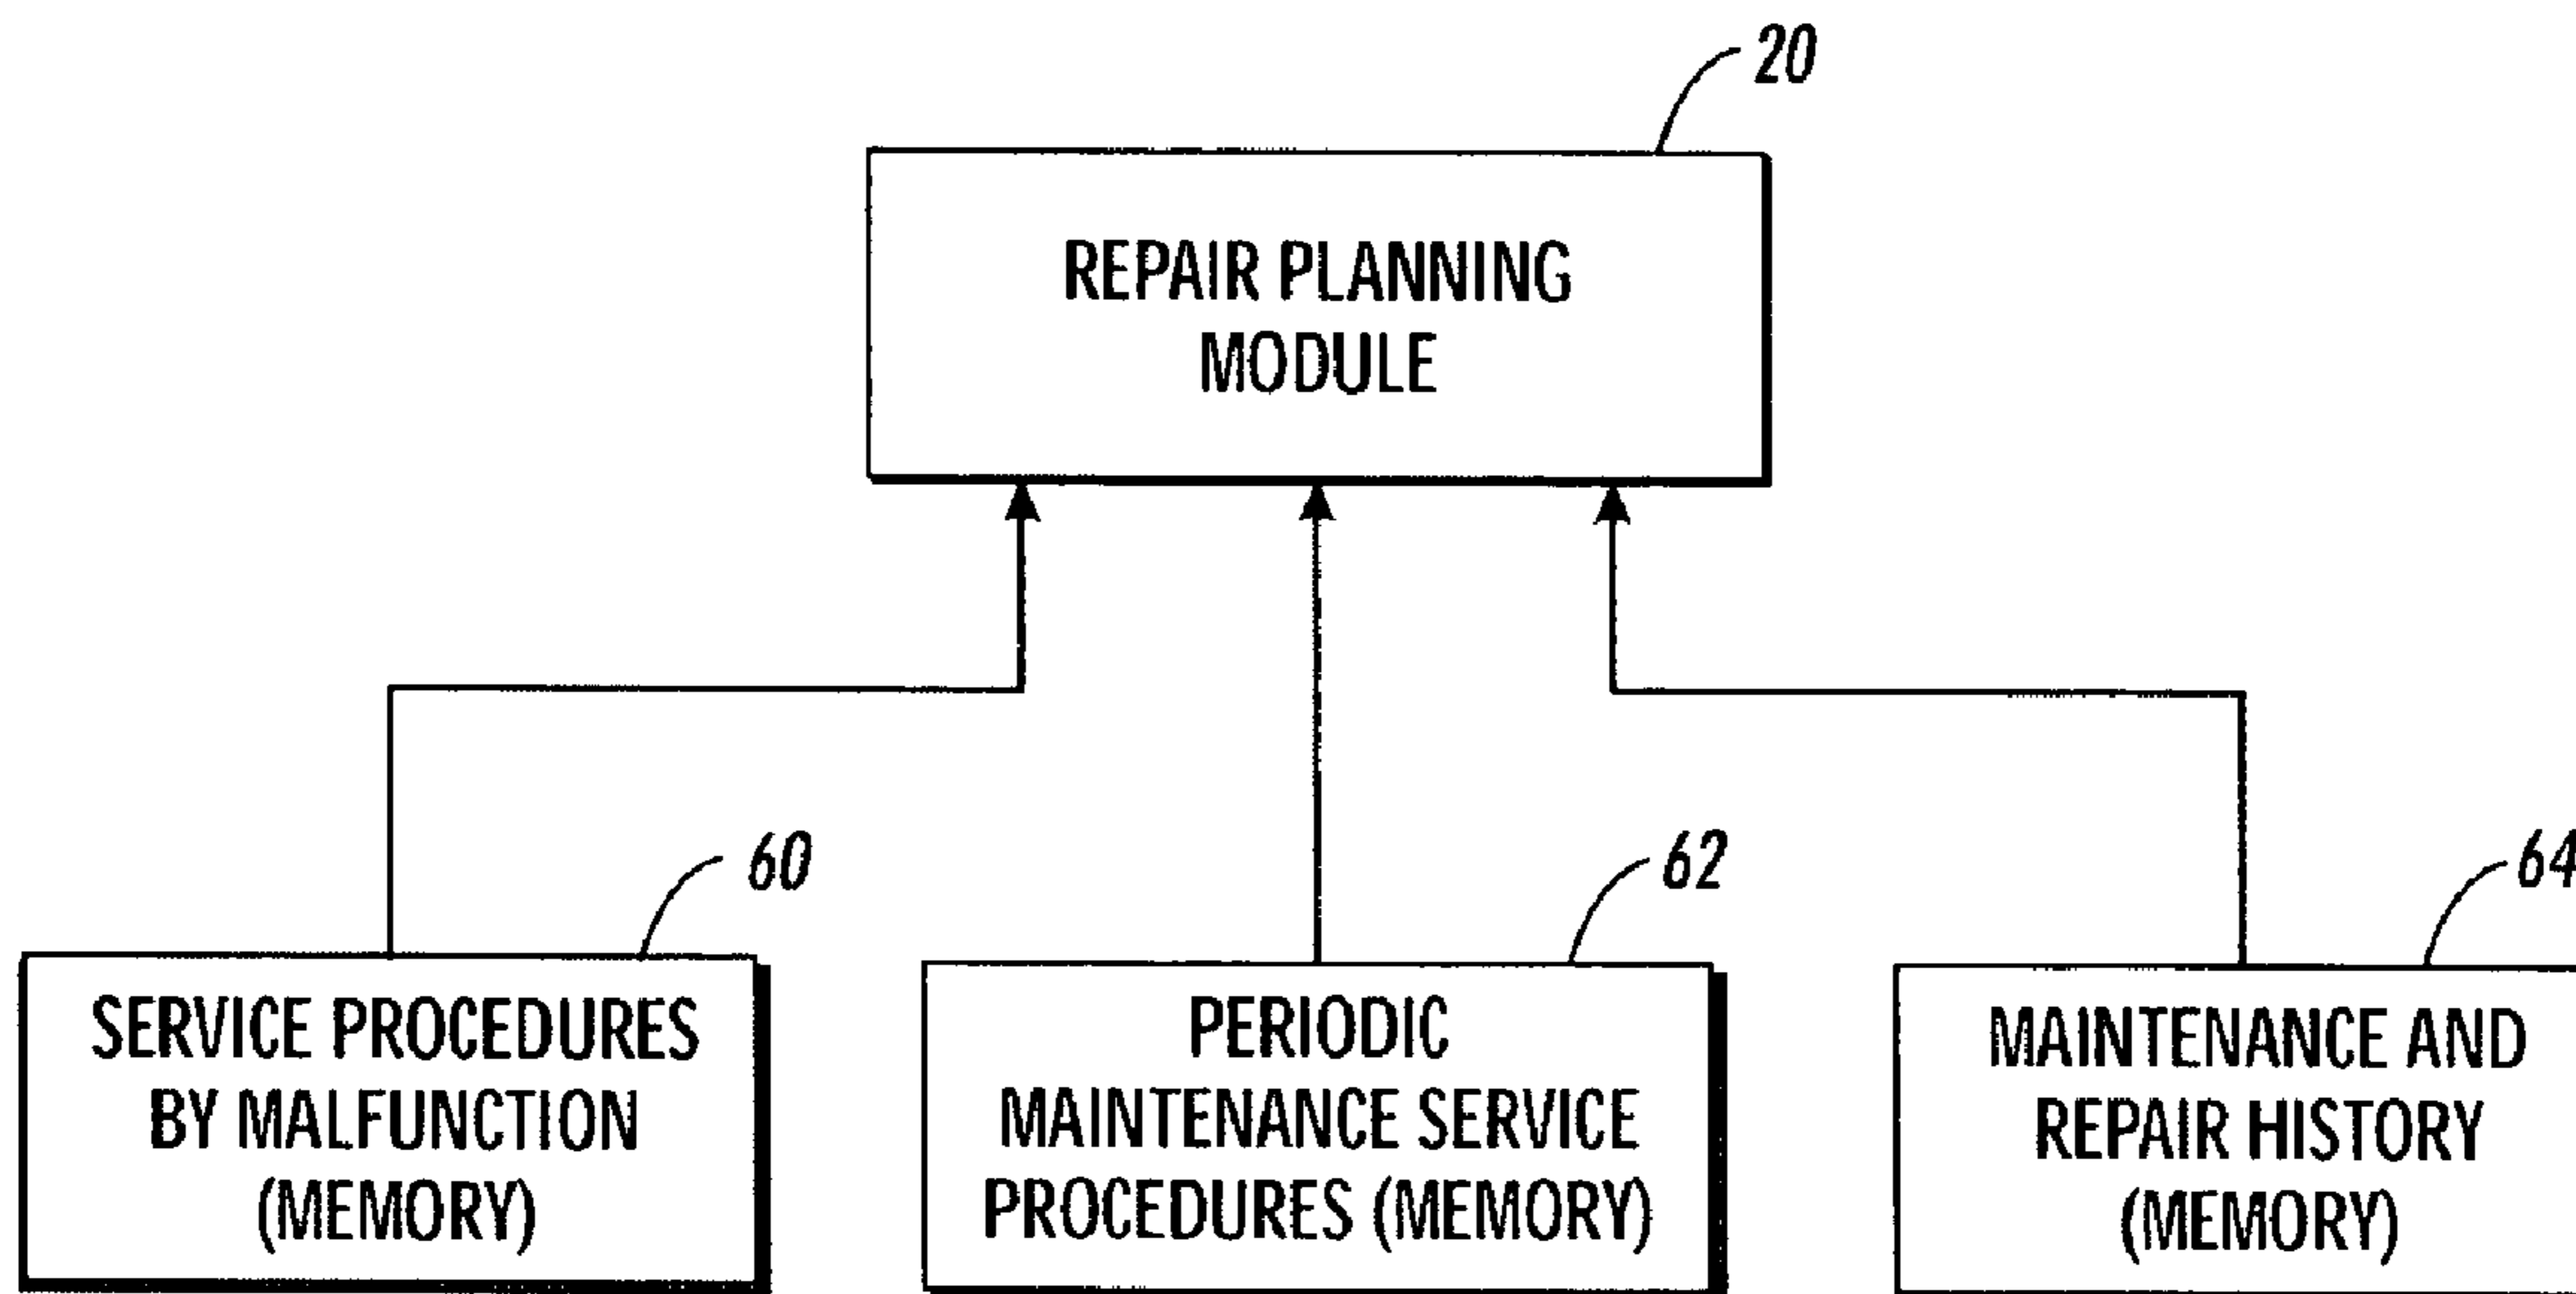 20
REPAIR PLANNING
MODULE
60
62
64
SERVICE PROCEDURES
BY MALFUNCTION
(MEMORY)
PERIODIC
MAINTENANCE SERVICE
PROCEDURES (MEMORY)
MAINTENANCE AND
REPAIR HISTORY
(MEMORY)